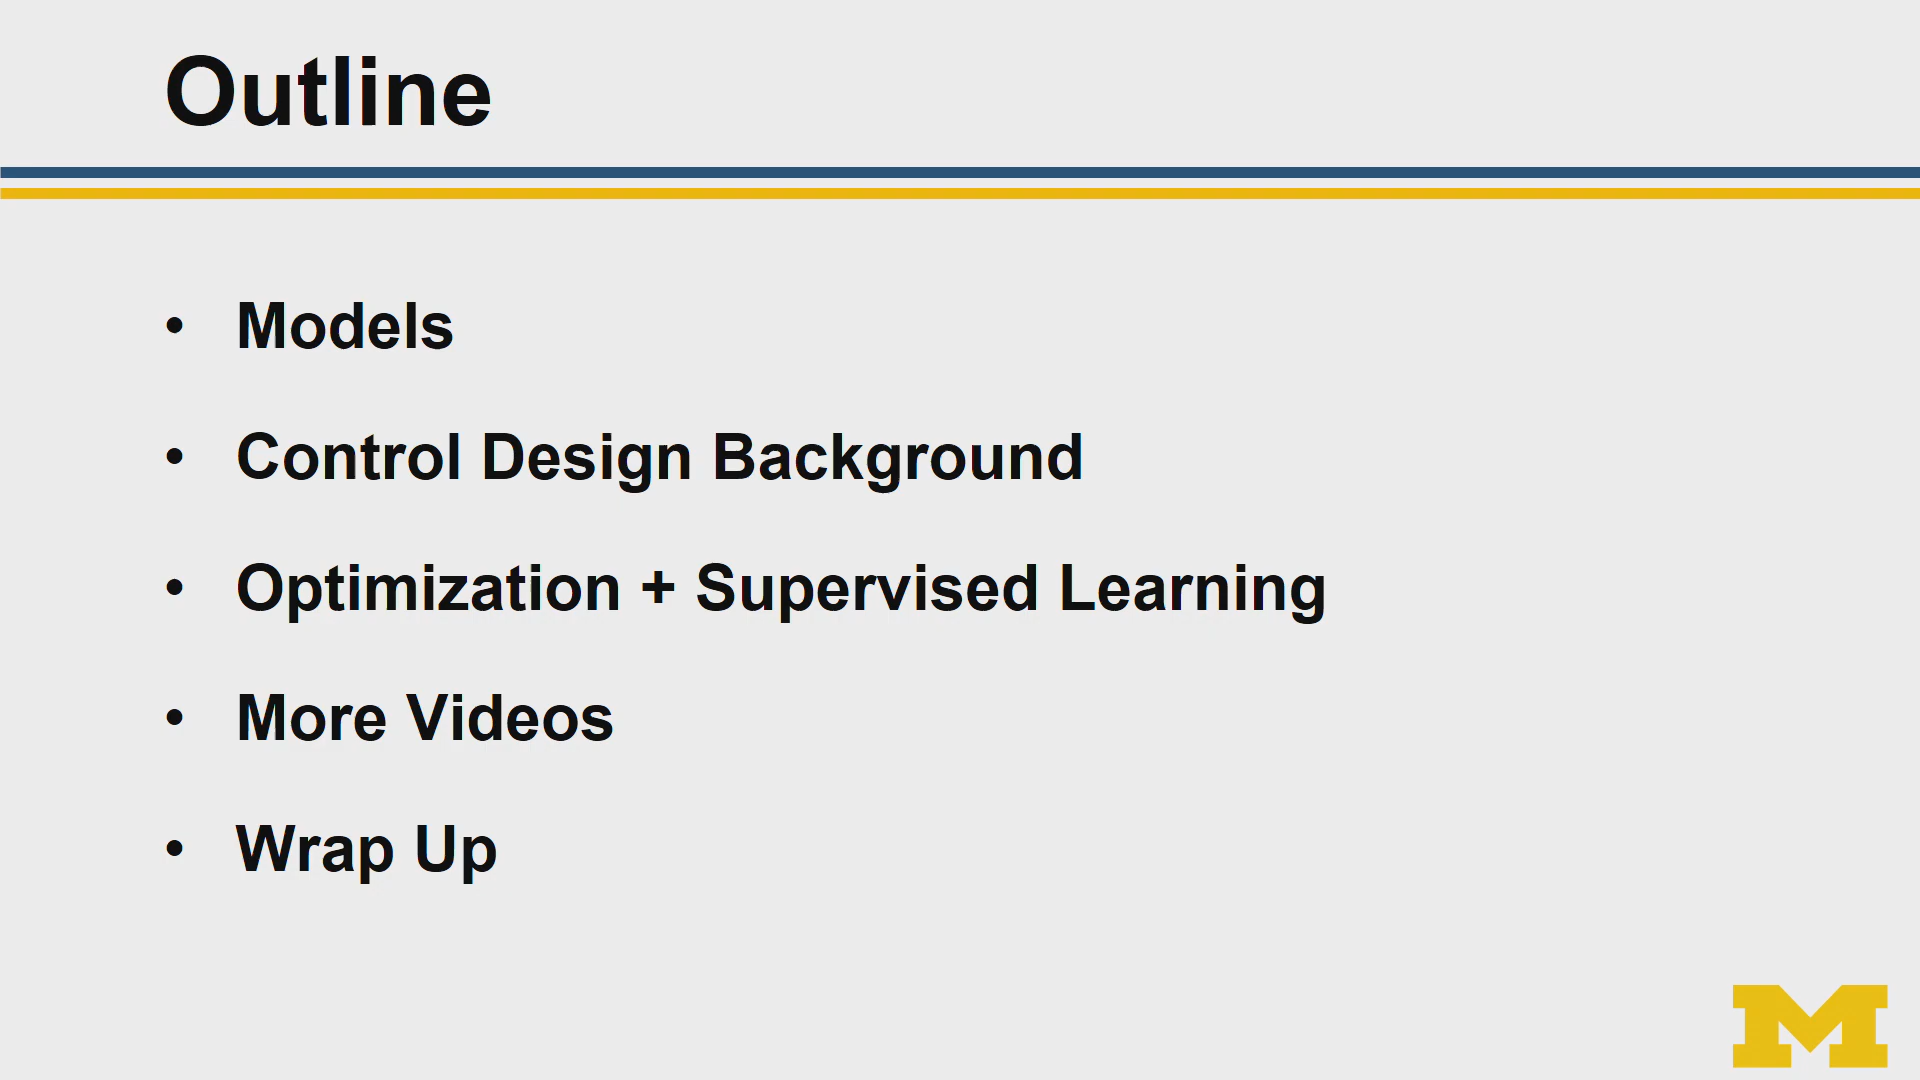 Outline
• Models
• Control Design Background
• Optimization + Supervised Learning
• More Videos
• Wrap Up
M